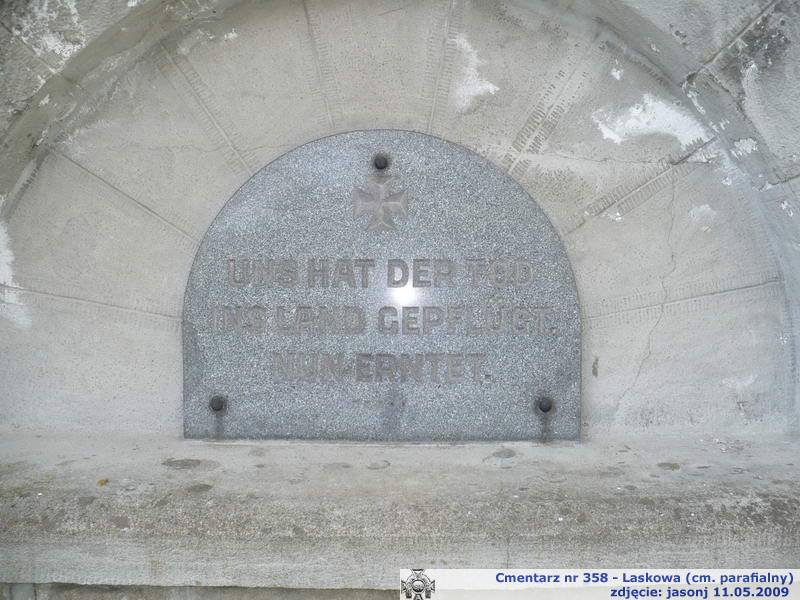 UNS HAT DER TOD
INS LAND GEPFLÜGT.
NUN ERNTET.
Cmentarz nr 358 - Laskowa (cm. parafialny)
zdjęcie: jasonj 11.05.2009